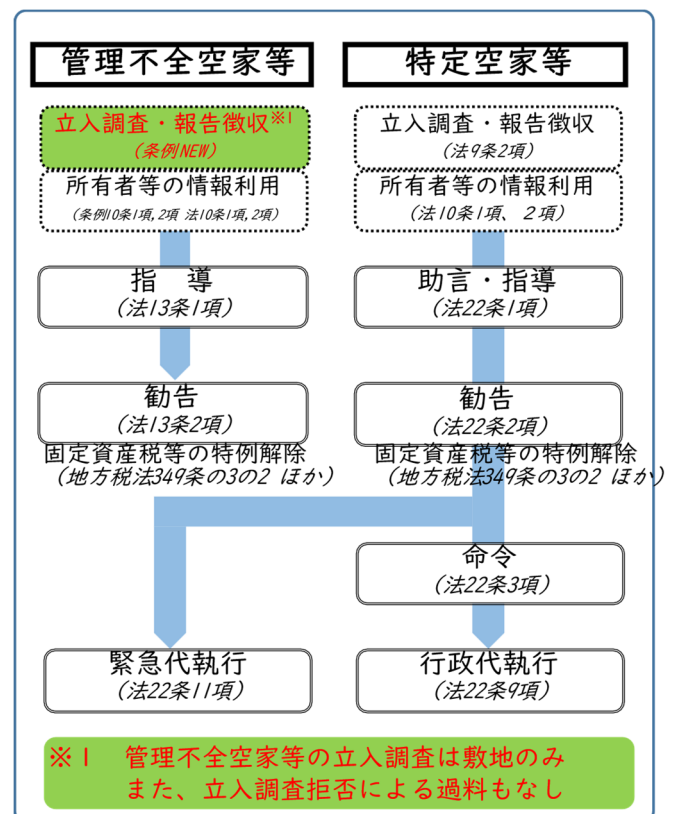 管理不全空家等
特定空家等
立入調査・報告徴収※1
(条例NEW)
所有者等の情報利用
(条例10条1項,2項 法10条1項,2項)
立入調査・報告徴収
(法9条2項)
所有者等の情報利用
(法10条1項、2項)
指　導
(法13条1項)
助言・指導
(法22条1項)
勧告
(法13条2項)
固定資産税等の特例解除
(地方税法349条の3の2 ほか)
勧告
(法22条2項)
固定資産税等の特例解除
(地方税法349条の3の2 ほか)
命令
(法22条3項)
緊急代執行
(法22条11項)
行政代執行
(法22条9項)
※1　管理不全空家等の立入調査は敷地のみ
また、立入調査拒否による過料もなし